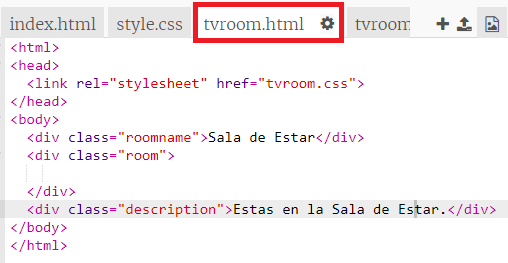 index.html style.css tvroom.html tvroom
<html>
<head>
<link rel="stylesheet" href="tvroom.css">
</head>
<body>
<div class="roomname">Sala de Estar</div>
<div class="room">
</div>
<div class="description">Estas en la Sala de Estar.</div>
</body>
</html>